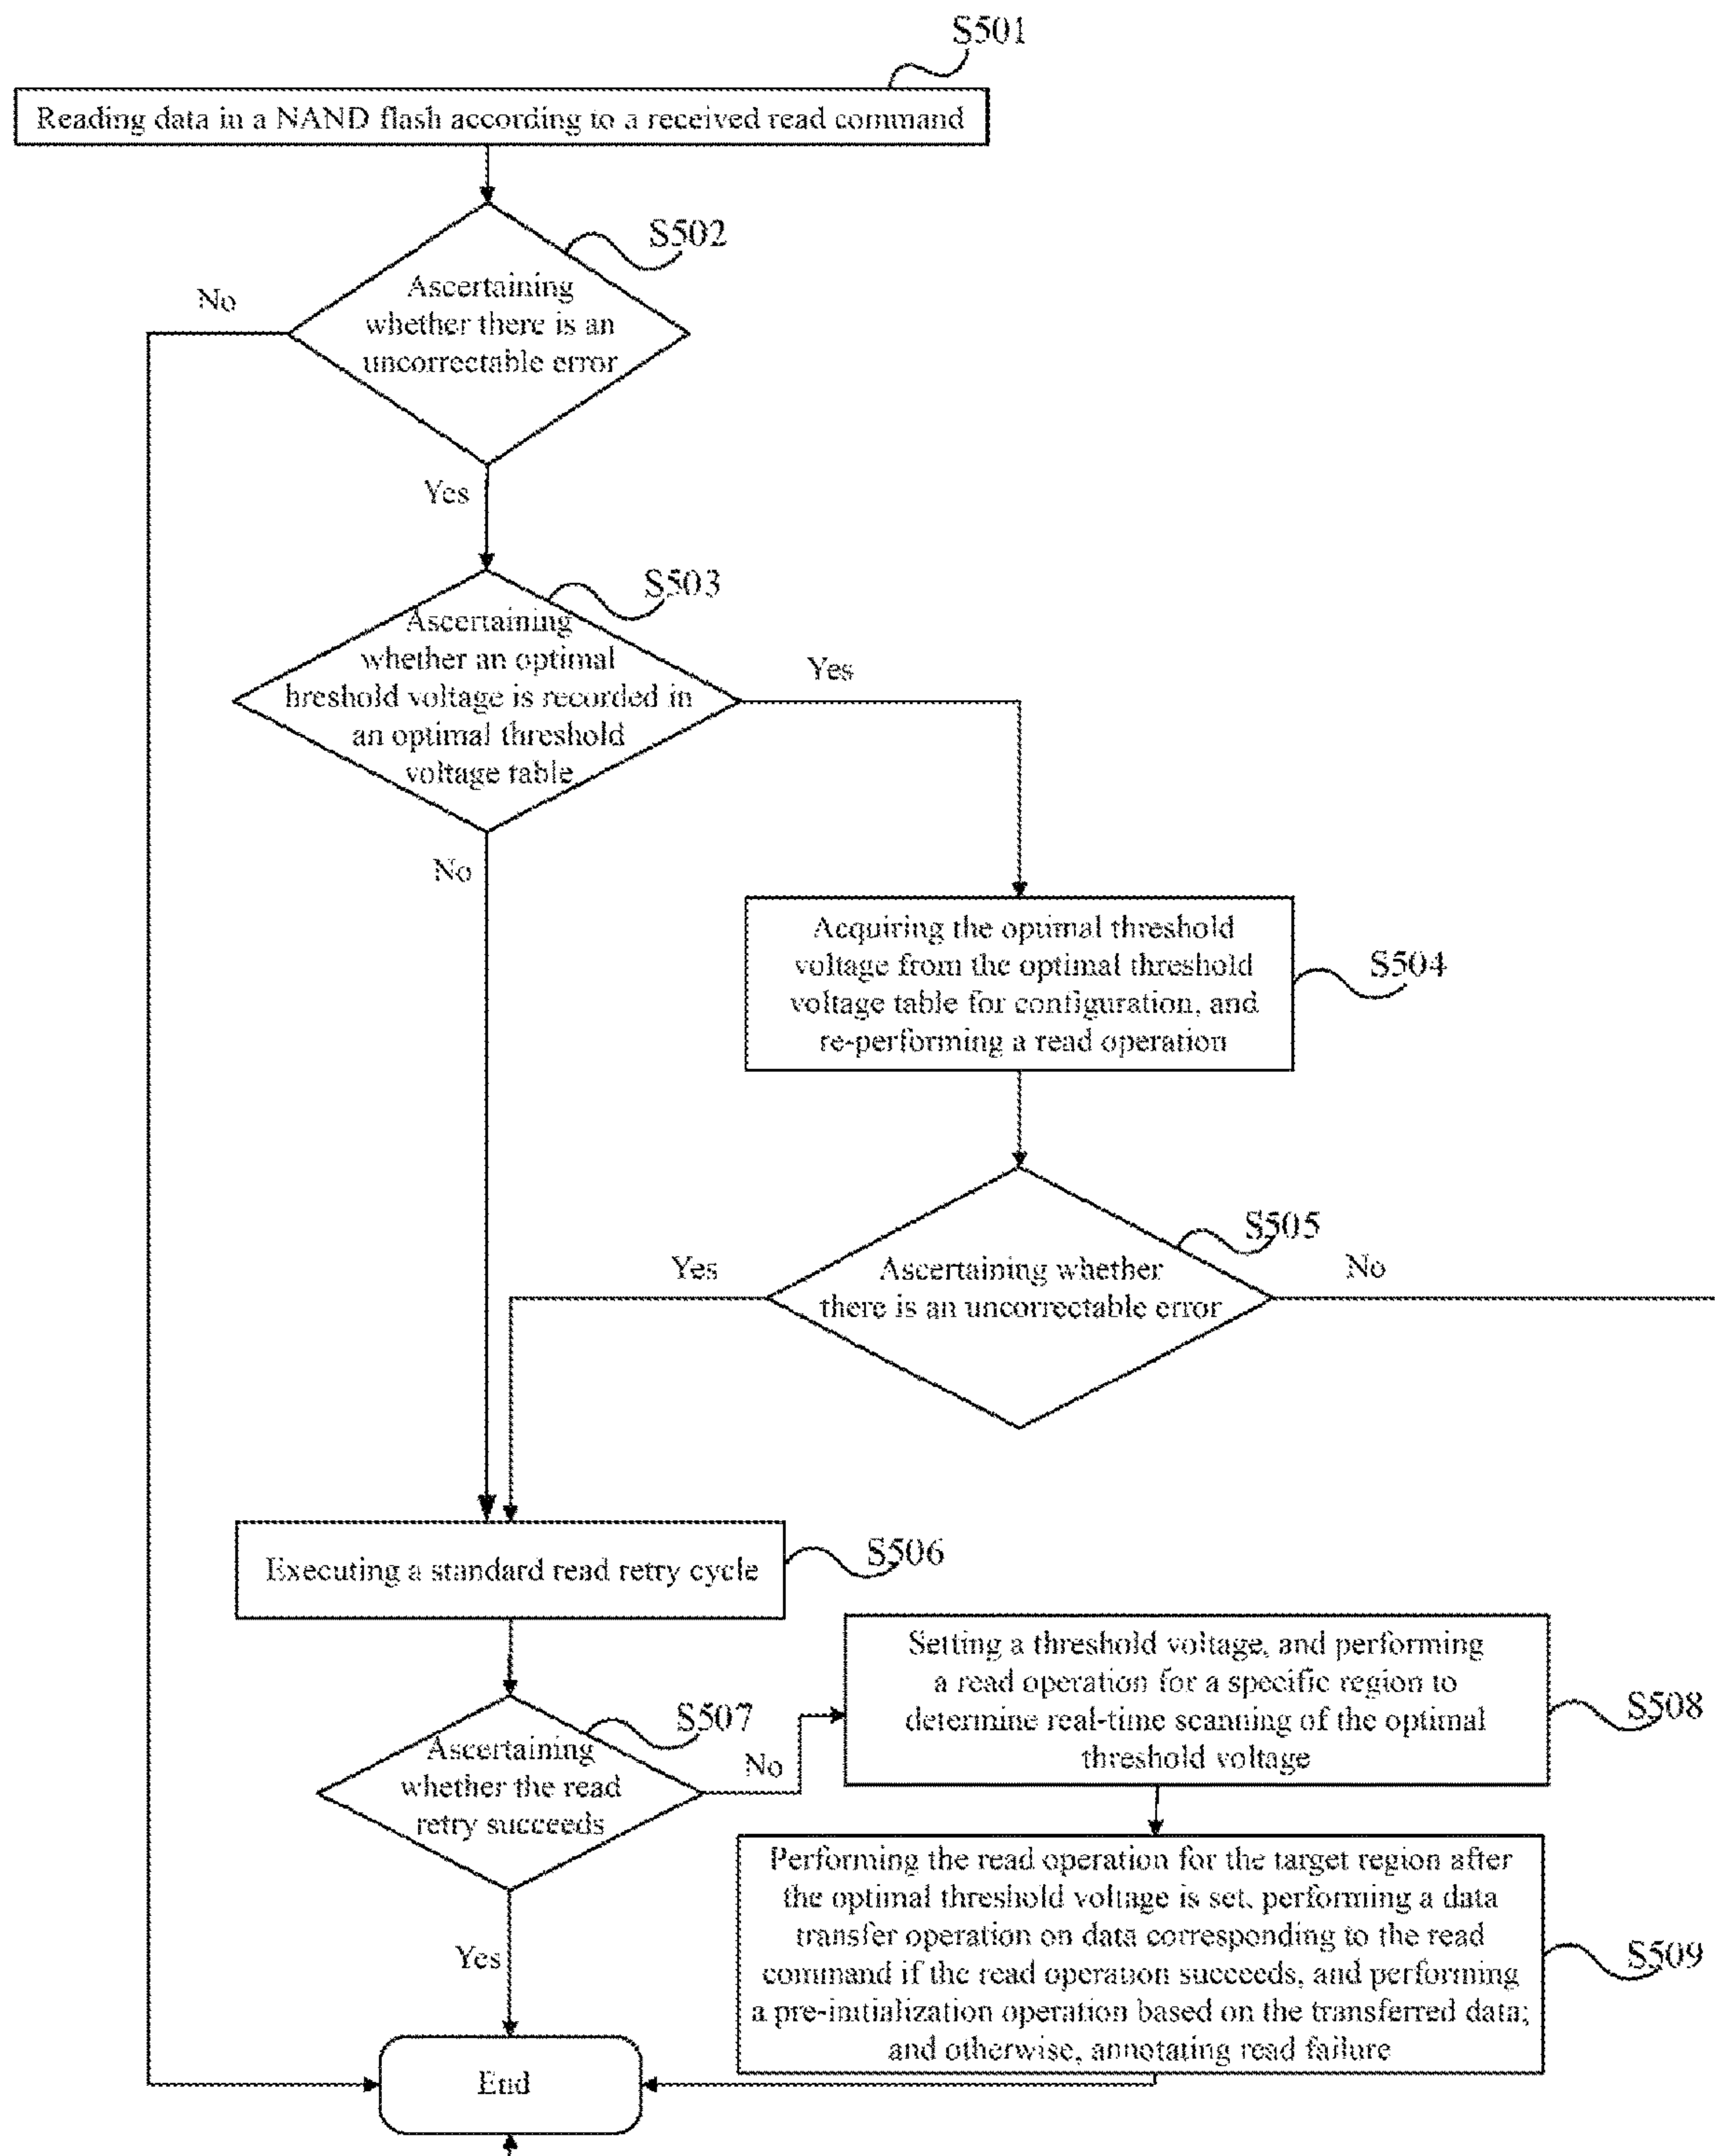 S501
Reading data in a NAND flash according to a received read command
S502
Ascertaining
whether there is an
uncorrectable error
No
Yes
S503
Ascertaining
whether an optimal
hreshold voltage is recorded in
an optimal threshold
voltage table
Yes
No
Acquiring the optimal threshold
voltage from the optimal threshold
voltage table for configuration, and
re-performing a read operation
S504
S505
Ascertaining whether
there is an uncorrectable error
Yes
No
Executing a standard read retry cycle
S506
S507
Ascertaining
whether the read
retry succeeds
No
Yes
Setting a threshold voltage, and performing
a read operation for a specific region to
determine real-time scanning of the optimal
threshold voltage
S508
Performing the read operation for the target region after
the optimal threshold voltage is set, performing a data
transfer operation on data corresponding to the read
command if the read operation succeeds, and performing
a pre-initialization operation based on the transferred data;
and otherwise, annotating read failure
S509
End